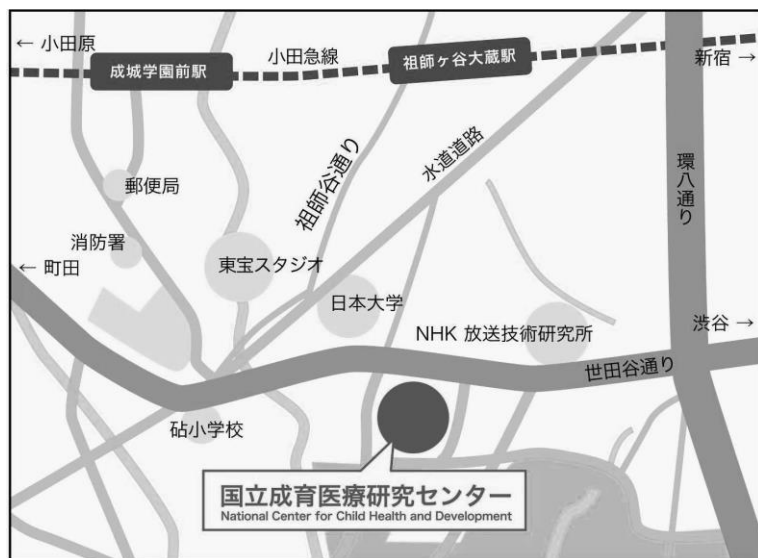 ← 小田原
小田急線
成城学園前駅
祖師ヶ谷大蔵駅
新宿 →
水道道路
祖師谷通り
環八通り
郵便局
消防署
← 町田
東宝スタジオ
日本大学
NHK 放送技術研究所
渋谷 →
世田谷通り
砧小学校
国立成育医療研究センター
National Center for Child Health and Development